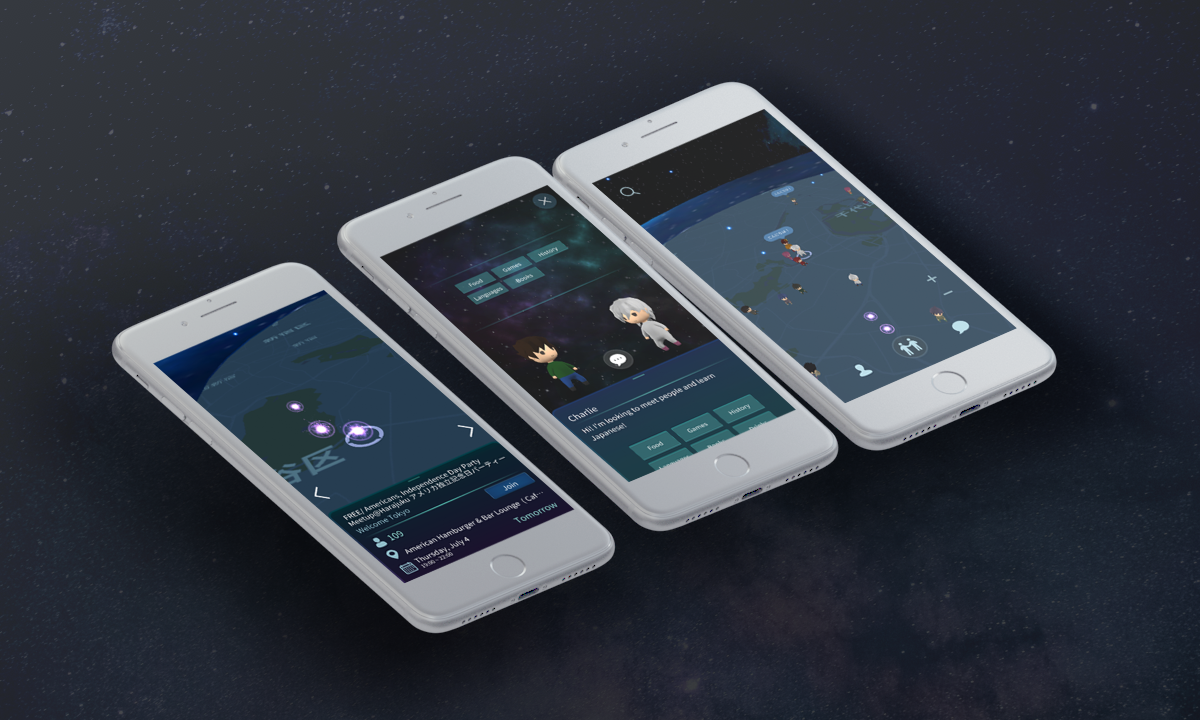 谷区
FREE/ Americans, Independence Day Party
Meetup@Harajuku アメリカ独立記念日パーティー
Welcome Tokyo
Join
109
American Hamburger & Bar Lounge（Caf…
Thursday, July 4
Tomorrow
19:00 - 22:00
Food
Games
History
Languages
Books
Charlie
Hi! I'm looking to meet people and learn
Japanese!
Food
Games
History